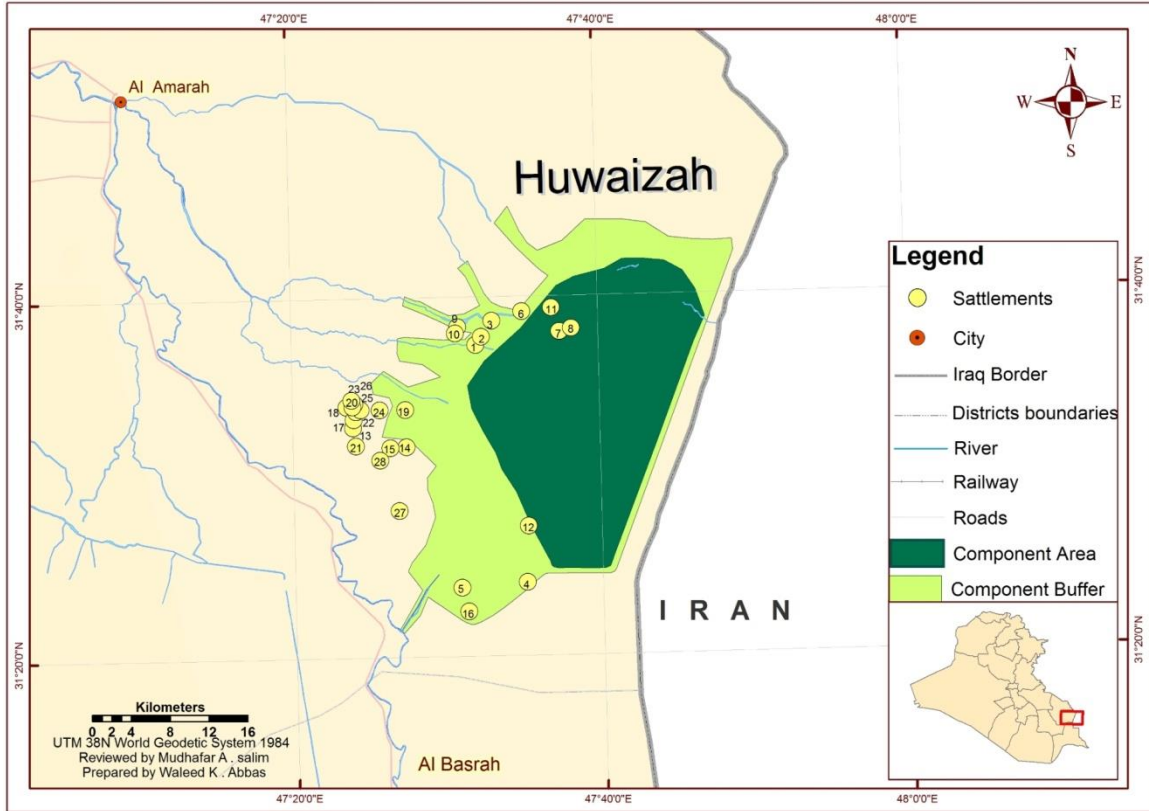 47°20'0"E 47°40'0"E 48°0'0"E
Al Amarah
N
W E
S
Huwaizah
Legend
Sattlements
City
Iraq Border
Districts boundaries
River
Railway
Roads
Component Area
Component Buffer
31°40'0"N 31°40'0"N
11
6
9
3
7 8
10
2
1
23 26
20 25
18 24 19
22
17
13
21 15 14
28
27
12
5 4
16
I R A N
31°20'0"N 31°20'0"N
Kilometers
0 2 4 8 12 16
UTM 38N World Geodetic System 1984
Reviewed by Mudhafar A . salim
Prepared by Waleed K . Abbas
Al Basrah
47°20'0"E 47°40'0"E 48°0'0"E